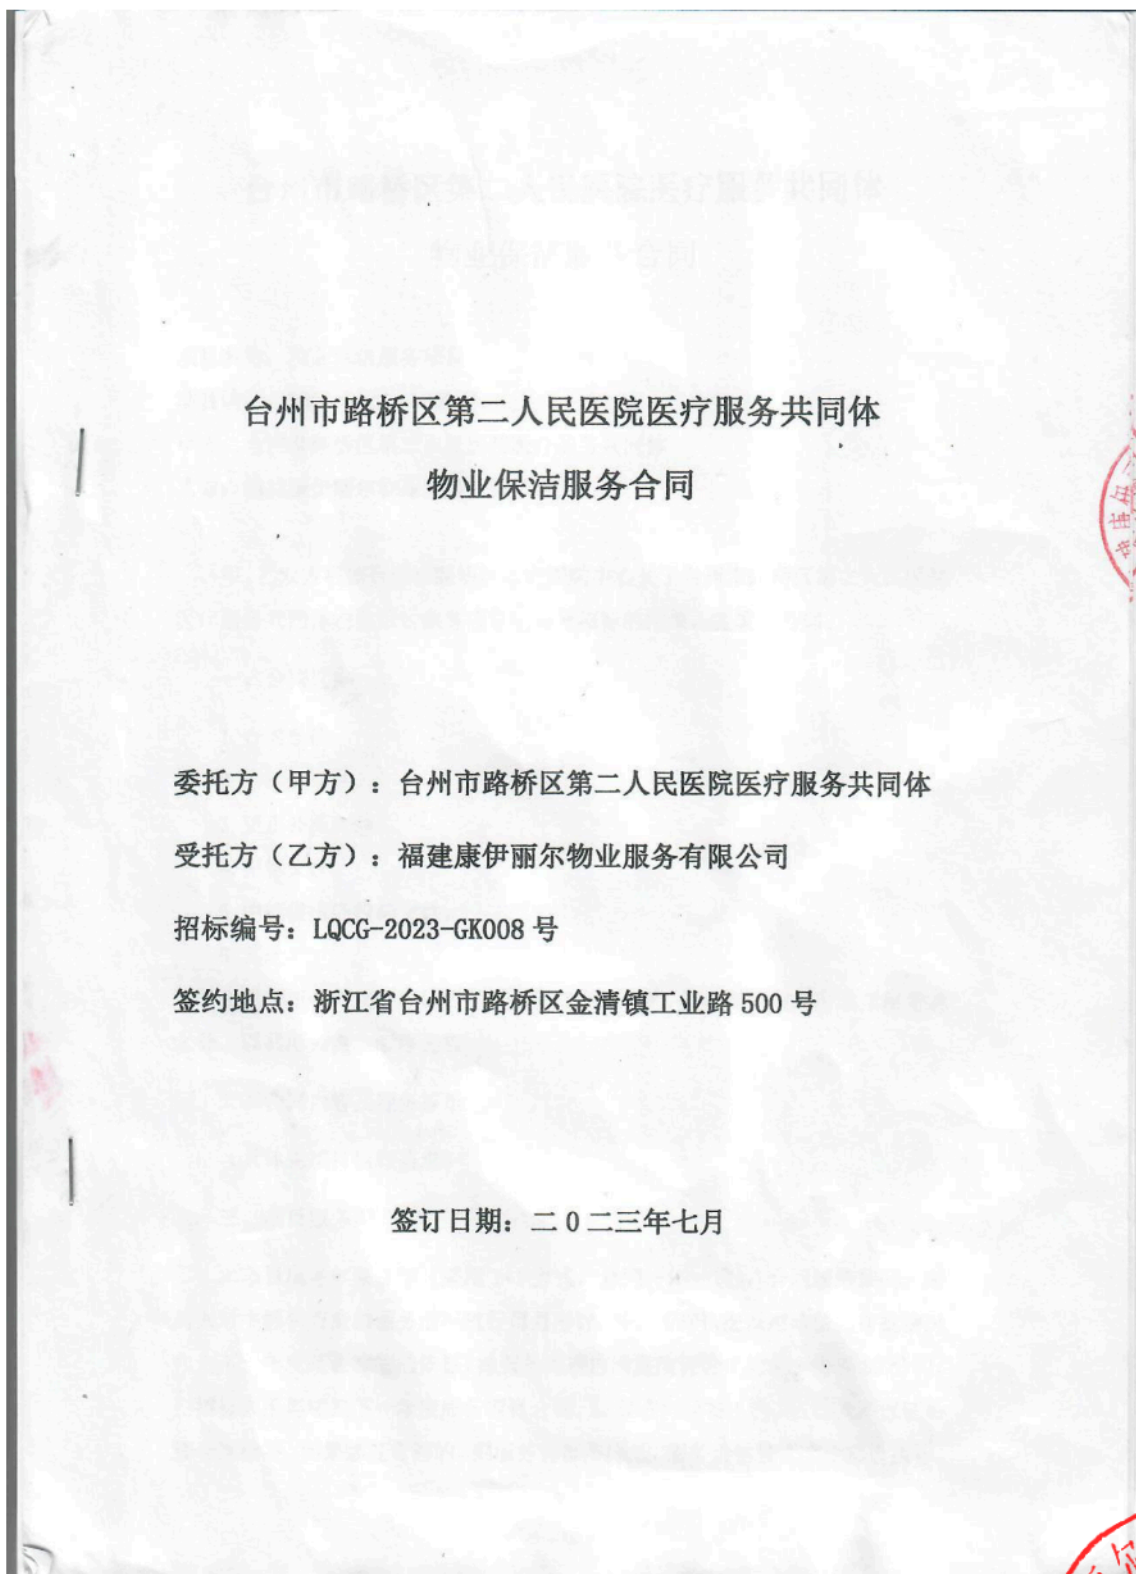 台州市路桥区第二人民医院医疗服务共同体
物业保洁服务合同
委托方（甲方）：台州市路桥区第二人民医院医疗服务共同体
受托方（乙方）：福建康伊丽尔物业服务有限公司
招标编号：LQCG-2023-GK008 号
签约地点：浙江省台州市路桥区金清镇工业路 500 号
签订日期：二 0 二三年七月